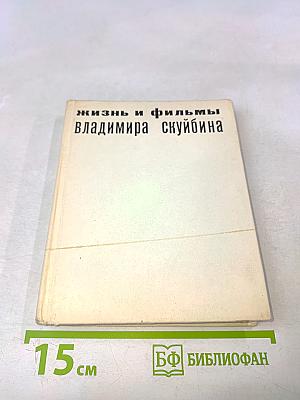 жизнь и фильмы
владимира скуйбина
15 см
БФ БИБЛИОФАН